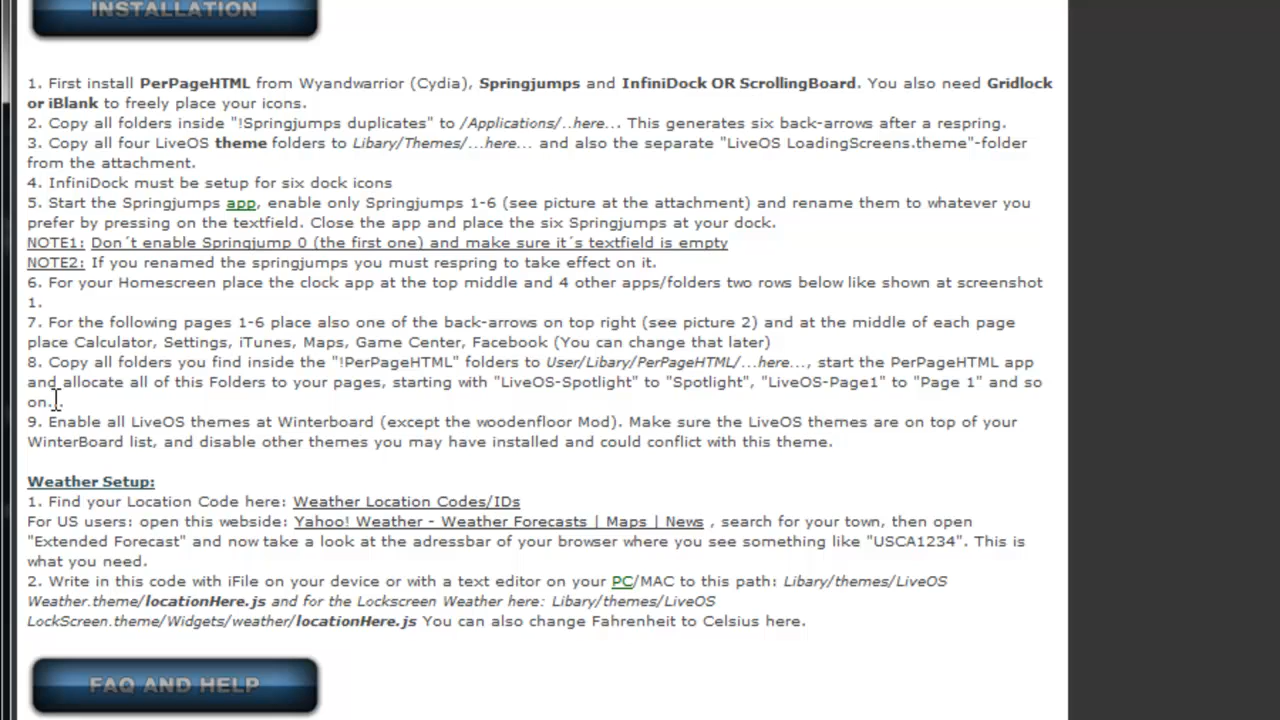 INSTALLATION
1. First install PerPageHTML from Wyandwarrior (Cydia), Springjumps and InfiniDock OR ScrollingBoard. You also need Gridlock
or iBlank to freely place your icons.
2. Copy all folders inside "!Springjumps duplicates" to /Applications/..here... This generates six back-arrows after a respring.
3. Copy all four LiveOS theme folders to Libary/Themes/...here... and also the separate "LiveOS LoadingScreens.theme"-folder
from the attachment.
4. InfiniDock must be setup for six dock icons
5. Start the Springjumps app, enable only Springjumps 1-6 (see picture at the attachment) and rename them to whatever you
prefer by pressing on the textfield. Close the app and place the six Springjumps at your dock.
NOTE1: Don´t enable Springjump 0 (the first one) and make sure it´s textfield is empty
NOTE2: If you renamed the springjumps you must respring to take effect on it.
6. For your Homescreen place the clock app at the top middle and 4 other apps/folders two rows below like shown at screenshot
1.
7. For the following pages 1-6 place also one of the back-arrows on top right (see picture 2) and at the middle of each page
place Calculator, Settings, iTunes, Maps, Game Center, Facebook (You can change that later)
8. Copy all folders you find inside the "!PerPageHTML" folders to User/Libary/PerPageHTML/...here..., start the PerPageHTML app
and allocate all of this Folders to your pages, starting with "LiveOS-Spotlight" to "Spotlight", "LiveOS-Page1" to "Page 1" and so
on...
9. Enable all LiveOS themes at Winterboard (except the woodenfloor Mod). Make sure the LiveOS themes are on top of your
WinterBoard list, and disable other themes you may have installed and could conflict with this theme.
Weather Setup:
1. Find your Location Code here: Weather Location Codes/IDs
For US users: open this webside: Yahoo! Weather - Weather Forecasts | Maps | News , search for your town, then open
"Extended Forecast" and now take a look at the adressbar of your browser where you see something like "USCA1234". This is
what you need.
2. Write in this code with iFile on your device or with a text editor on your PC/MAC to this path: Libary/themes/LiveOS
Weather.theme/locationHere.js and for the Lockscreen Weather here: Libary/themes/LiveOS
LockScreen.theme/Widgets/weather/locationHere.js You can also change Fahrenheit to Celsius here.
FAQ AND HELP